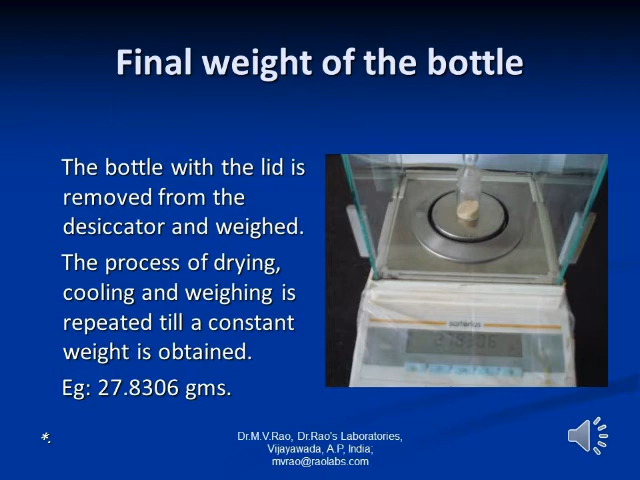 Final weight of the bottle
The bottle with the lid is
removed from the
desiccator and weighed.
The process of drying,
cooling and weighing is
repeated till a constant
weight is obtained.
Eg: 27.8306 gms.
sartorius
*.
Dr.M.V.Rao, Dr.Rao's Laboratories,
Vijayawada, A.P, India;
mvrao@raolabs.com